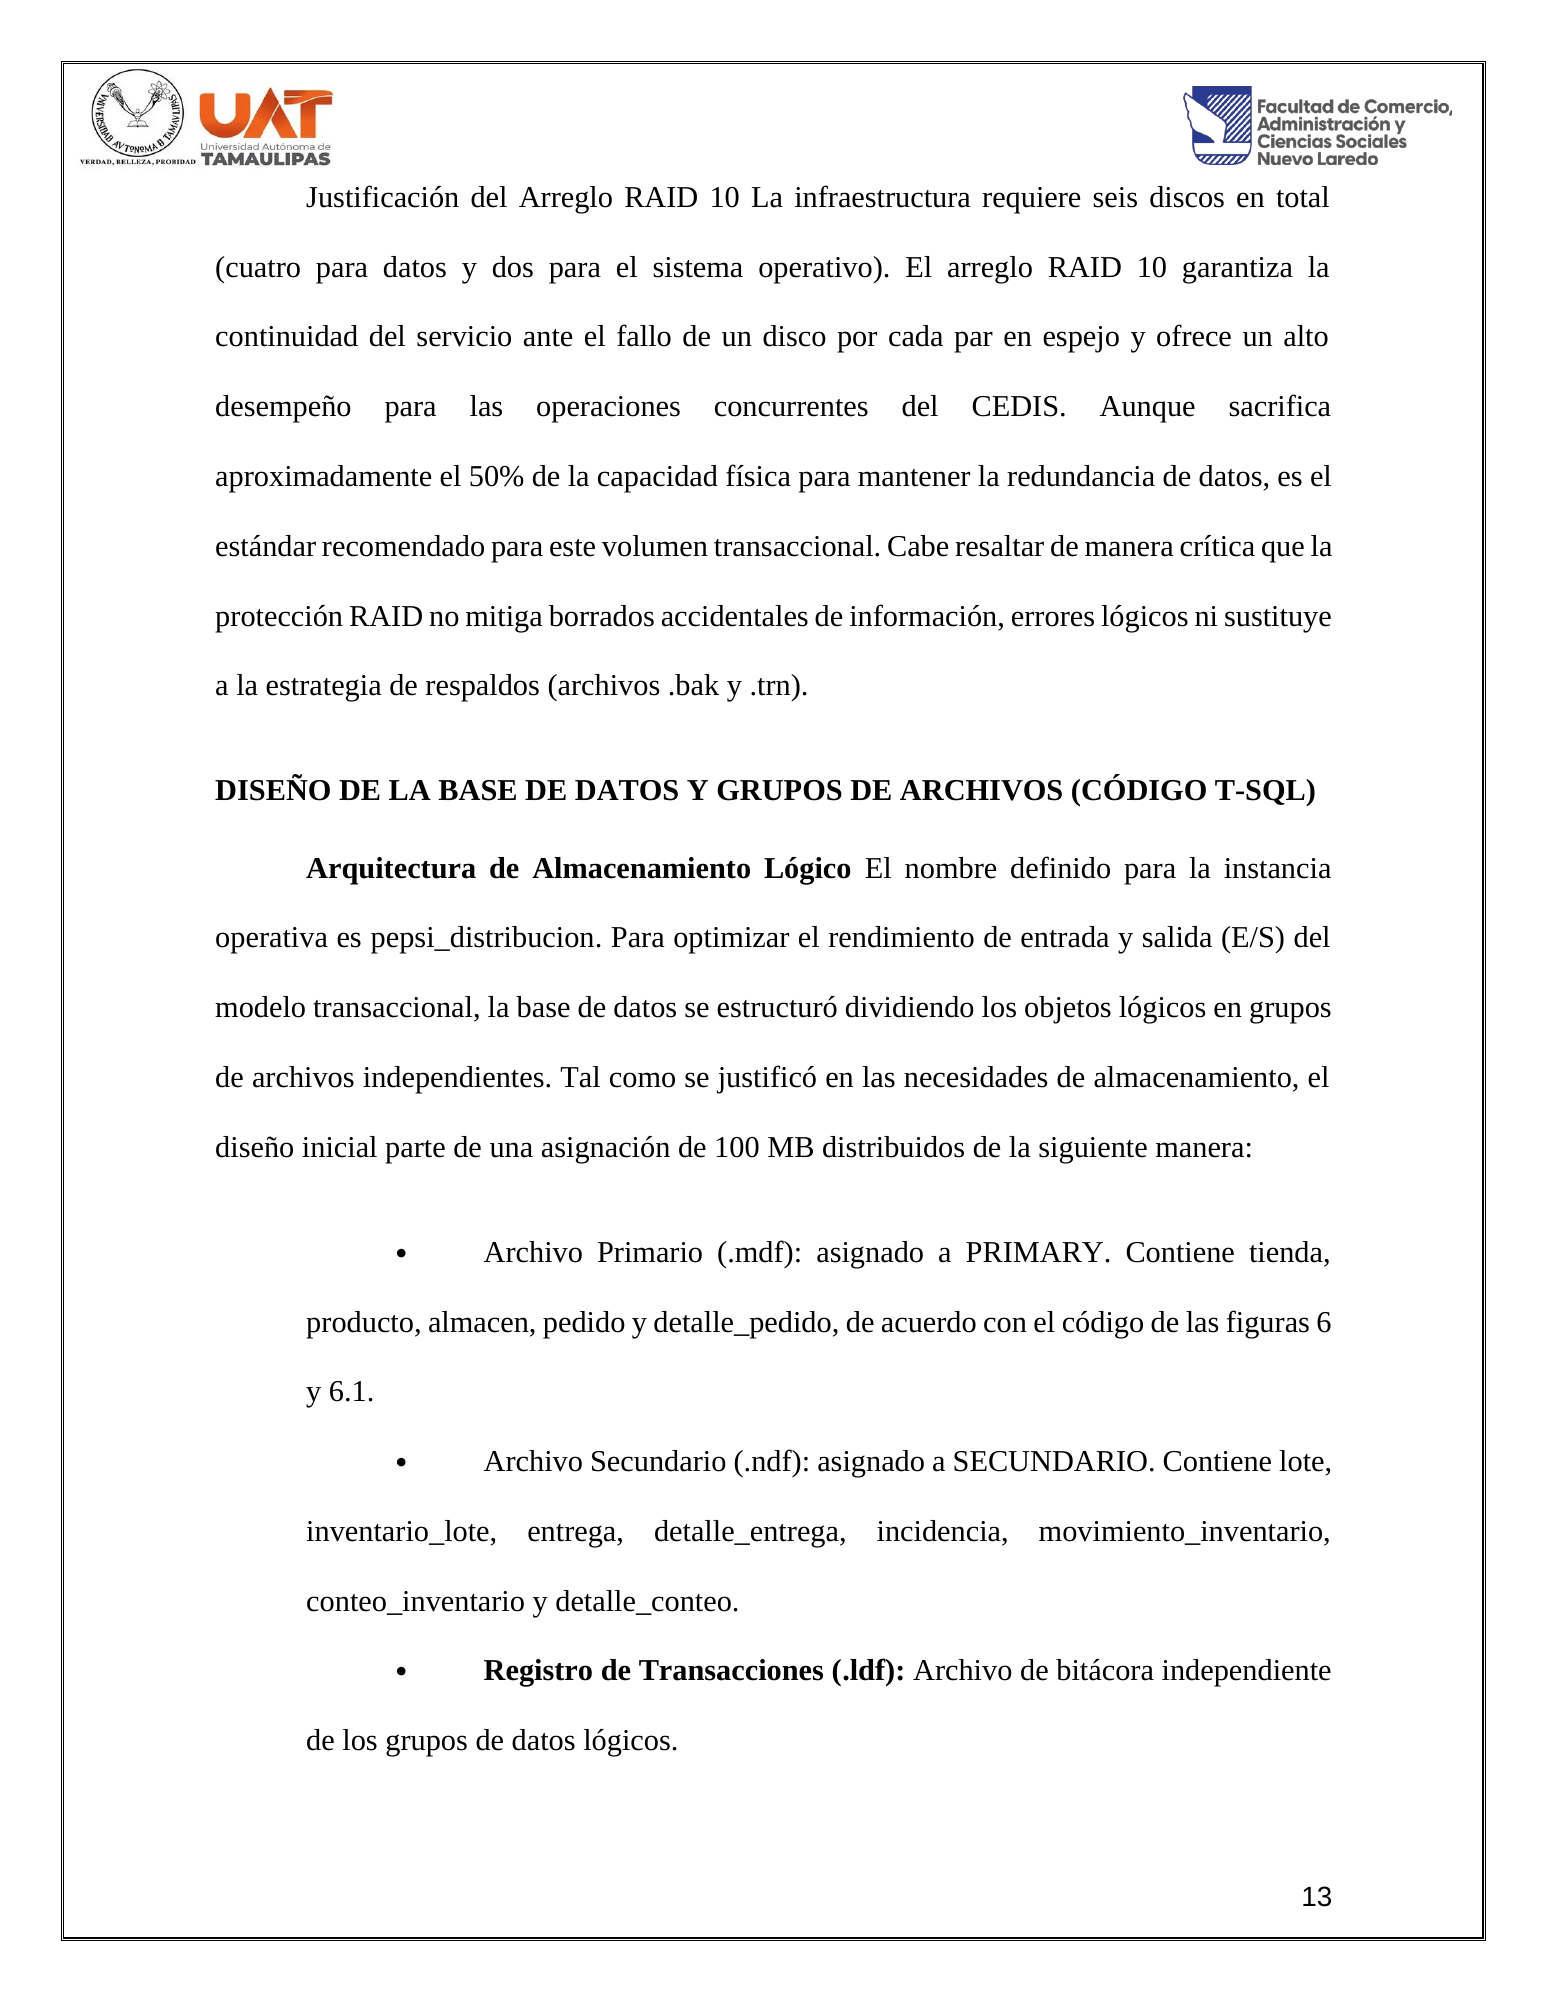 VNIVERSIDAD AVTONOMA D TAMAVLIPAS
VERDAD, BELLEZA, PROBIDAD
UAT
Universidad Autónoma de
TAMAULIPAS
Facultad de Comercio,
Administración y
Ciencias Sociales
Nuevo Laredo
Justificación del Arreglo RAID 10 La infraestructura requiere seis discos en total
(cuatro para datos y dos para el sistema operativo). El arreglo RAID 10 garantiza la
continuidad del servicio ante el fallo de un disco por cada par en espejo y ofrece un alto
desempeño para las operaciones concurrentes del CEDIS. Aunque sacrifica
aproximadamente el 50% de la capacidad física para mantener la redundancia de datos, es el
estándar recomendado para este volumen transaccional. Cabe resaltar de manera crítica que la
protección RAID no mitiga borrados accidentales de información, errores lógicos ni sustituye
a la estrategia de respaldos (archivos .bak y .trn).
DISEÑO DE LA BASE DE DATOS Y GRUPOS DE ARCHIVOS (CÓDIGO T-SQL)
Arquitectura de Almacenamiento Lógico El nombre definido para la instancia
operativa es pepsi_distribucion. Para optimizar el rendimiento de entrada y salida (E/S) del
modelo transaccional, la base de datos se estructuró dividiendo los objetos lógicos en grupos
de archivos independientes. Tal como se justificó en las necesidades de almacenamiento, el
diseño inicial parte de una asignación de 100 MB distribuidos de la siguiente manera:
• Archivo Primario (.mdf): asignado a PRIMARY. Contiene tienda,
producto, almacen, pedido y detalle_pedido, de acuerdo con el código de las figuras 6
y 6.1.
• Archivo Secundario (.ndf): asignado a SECUNDARIO. Contiene lote,
inventario_lote, entrega, detalle_entrega, incidencia, movimiento_inventario,
conteo_inventario y detalle_conteo.
• Registro de Transacciones (.ldf): Archivo de bitácora independiente
de los grupos de datos lógicos.
13